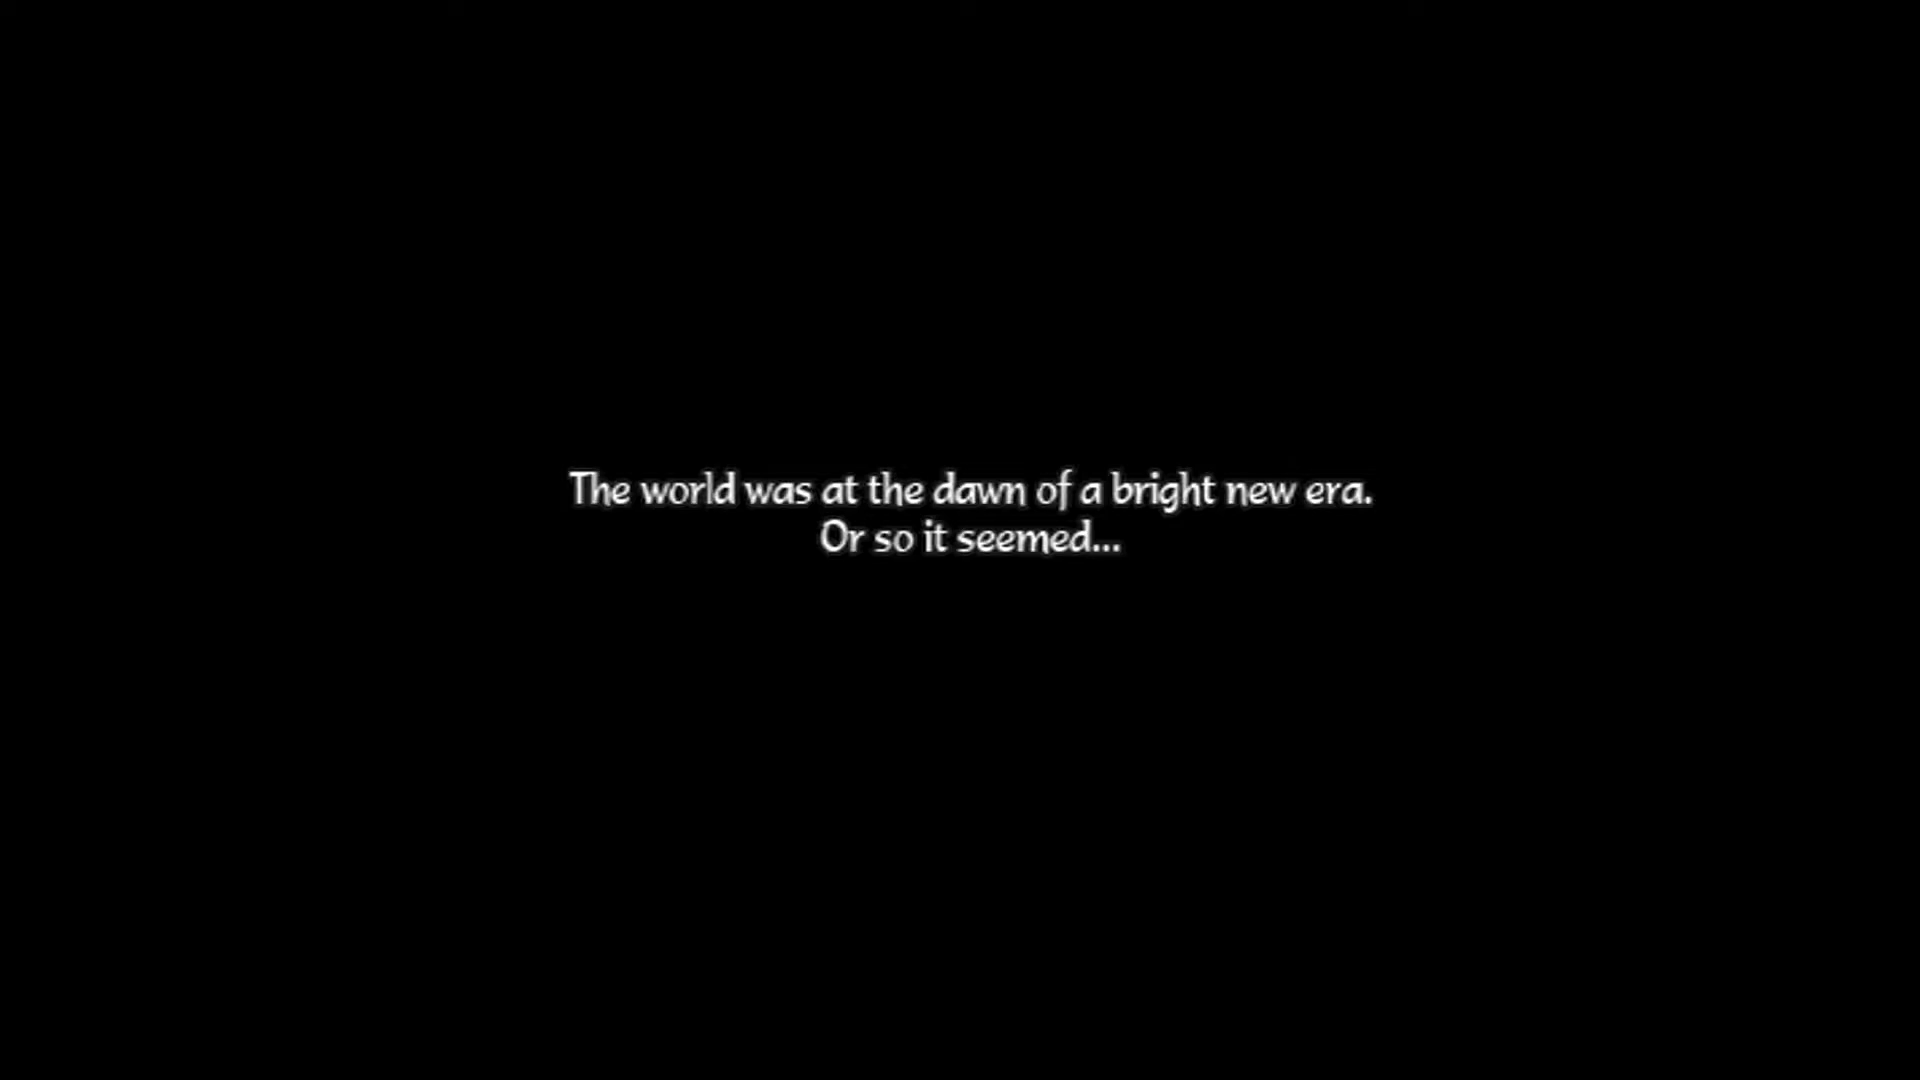 The world was at the dawn of a bright new era.
Or so it seemed...